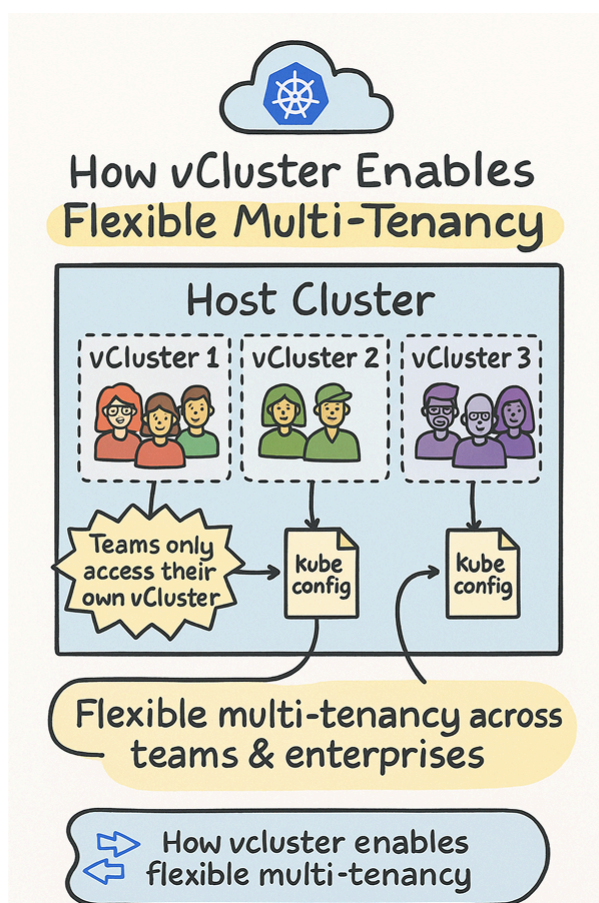 How vCluster Enables
Flexible Multi-Tenancy
Host Cluster
vCluster 1
vCluster 2
vCluster 3
Teams only
access their
own vCluster
kube
config
kube
config
Flexible multi-tenancy across
teams & enterprises
How vcluster enables
flexible multi-tenancy